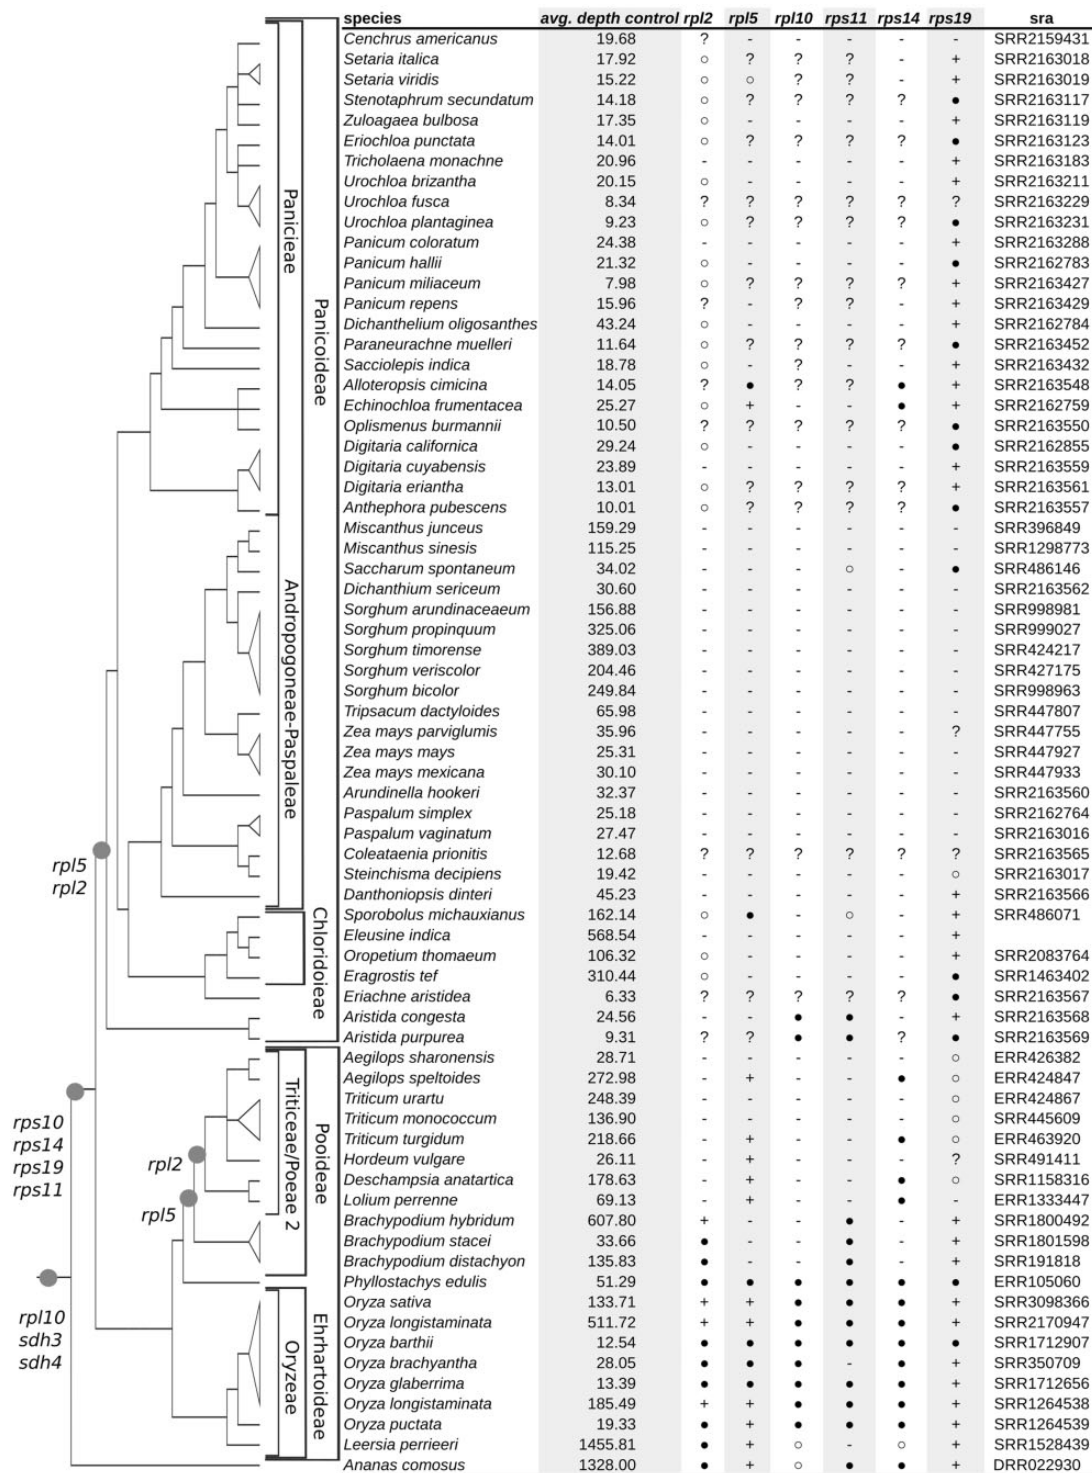 species avg. depth control rpl2 rpl5 rpl10 rps11 rps14 rps19 sra
Cenchrus americanus 19.68 ? - - - - - SRR2159431
Setaria italica 17.92 ○ ? ? ? - + SRR2163018
Setaria viridis 15.22 ○ ○ ? ? - + SRR2163019
Stenotaphrum secundatum 14.18 ○ ? ? ? ? ● SRR2163117
Zuloagaea bulbosa 17.35 ○ - - - - + SRR2163119
Eriochloa punctata 14.01 ○ ? ? ? ? ● SRR2163123
Tricholaena monachne 20.96 - - - - - + SRR2163183
Urochloa brizantha 20.15 ○ - - - - + SRR2163211
Urochloa fusca 8.34 ? ? ? ? ? ? SRR2163229
Urochloa plantaginea 9.23 ○ ? ? ? ? ● SRR2163231
Panicum coloratum 24.38 - - - - - + SRR2163288
Panicum hallii 21.32 ○ - - - - ● SRR2162783
Panicum miliaceum 7.98 ○ ? ? ? ? + SRR2163427
Panicum repens 15.96 ? - ? ? - + SRR2163429
Dichanthelium oligosanthes 43.24 ○ - - - - + SRR2162784
Paraneurachne muelleri 11.64 ○ ? ? ? ? ● SRR2163452
Sacciolepis indica 18.78 ○ - ? - - + SRR2163432
Alloteropsis cimicina 14.05 ? ● ? ? ● + SRR2163548
Echinochloa frumentacea 25.27 ○ + - - ● + SRR2162759
Oplismenus burmannii 10.50 ? ? ? ? ? ● SRR2163550
Digitaria californica 29.24 ○ - - - - ● SRR2162855
Digitaria cuyabensis 23.89 - - - - - + SRR2163559
Digitaria eriantha 13.01 ○ ? ? ? ? + SRR2163561
Anthephora pubescens 10.01 ○ ? ? ? ? ● SRR2163557
Miscanthus junceus 159.29 - - - - - - SRR396849
Miscanthus sinesis 115.25 - - - - - - SRR1298773
Saccharum spontaneum 34.02 - - - ○ - ● SRR486146
Dichanthium sericeum 30.60 - - - - - - SRR2163562
Sorghum arundinaceaeum 156.88 - - - - - - SRR998981
Sorghum propinquum 325.06 - - - - - - SRR999027
Sorghum timorense 389.03 - - - - - - SRR424217
Sorghum veriscolor 204.46 - - - - - - SRR427175
Sorghum bicolor 249.84 - - - - - - SRR998963
Tripsacum dactyloides 65.98 - - - - - - SRR447807
Zea mays parviglumis 35.96 - - - - - ? SRR447755
Zea mays mays 25.31 - - - - - - SRR447927
Zea mays mexicana 30.10 - - - - - - SRR447933
Arundinella hookeri 32.37 - - - - - - SRR2163560
Paspalum simplex 25.18 - - - - - - SRR2162764
Paspalum vaginatum 27.47 - - - - - - SRR2163016
Coleataenia prionitis 12.68 ? ? ? ? ? ? SRR2163565
Steinchisma decipiens 19.42 - - - - - ○ SRR2163017
Danthoniopsis dinteri 45.23 - - - - - + SRR2163566
Sporobolus michauxianus 162.14 ○ ● - ○ - + SRR486071
Eleusine indica 568.54 - - - - - +
Oropetium thomaeum 106.32 ○ - - - - + SRR2083764
Eragrostis tef 310.44 ○ - - - - ● SRR1463402
Eriachne aristidea 6.33 ? ? ? ? ? ● SRR2163567
Aristida congesta 24.56 - - ● ● - + SRR2163568
Aristida purpurea 9.31 ? ? ● ● ? ● SRR2163569
Aegilops sharonensis 28.71 - - - - - ○ ERR426382
Aegilops speltoides 272.98 - + - - ● ○ ERR424847
Triticum urartu 248.39 - - - - - ○ ERR424867
Triticum monococcum 136.90 - - - - - ○ SRR445609
Triticum turgidum 218.66 - + - - ● ○ ERR463920
Hordeum vulgare 26.11 - + - - - ? SRR491411
Deschampsia anatartica 178.63 - + - - ● ○ SRR1158316
Lolium perrenne 69.13 - + - - ● - ERR1333447
Brachypodium hybridum 607.80 + - - ● - + SRR1800492
Brachypodium stacei 33.66 ● - - ● - + SRR1801598
Brachypodium distachyon 135.83 ● - - ● - + SRR191818
Phyllostachys edulis 51.29 ● ● ● ● ● ● ERR105060
Oryza sativa 133.71 + + ● ● ● + SRR3098366
Oryza longistaminata 511.72 + + ● ● ● + SRR2170947
Oryza barthii 12.54 ● ● ● ● ● ● SRR1712907
Oryza brachyantha 28.05 ● ● ● - ● + SRR350709
Oryza glaberrima 13.39 ● ● ● ● ● + SRR1712656
Oryza longistaminata 185.49 + + ● ● ● + SRR1264538
Oryza puctata 19.33 ● + ● ● ● + SRR1264539
Leersia perrieeri 1455.81 ● + ○ - ○ + SRR1528439
Ananas comosus 1328.00 ● + ○ ● ● + DRR022930
Panicieae
Panicoideae
Andropogoneae-Paspaleae
Chloridoieae
Triticeae/Poeae 2
Pooideae
Oryzeae
Ehrhartoideae
rpl5
rpl2
rps10
rps14
rps19
rps11
rpl2
rpl5
rpl10
sdh3
sdh4